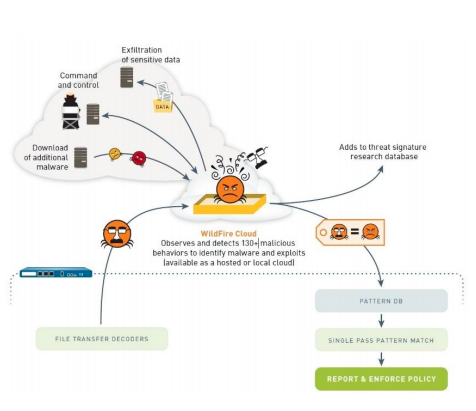 Exfiltration
of sensitive data
Command
and control
DATA
Download
of additional
malware
Adds to threat signature
research database
WildFire Cloud
Observes and detects 130+ malicious
behaviors to identify malware and exploits
(available as a hosted or local cloud)
=
PATTERN DB
FILE TRANSFER DECODERS
SINGLE PASS PATTERN MATCH
REPORT & ENFORCE POLICY